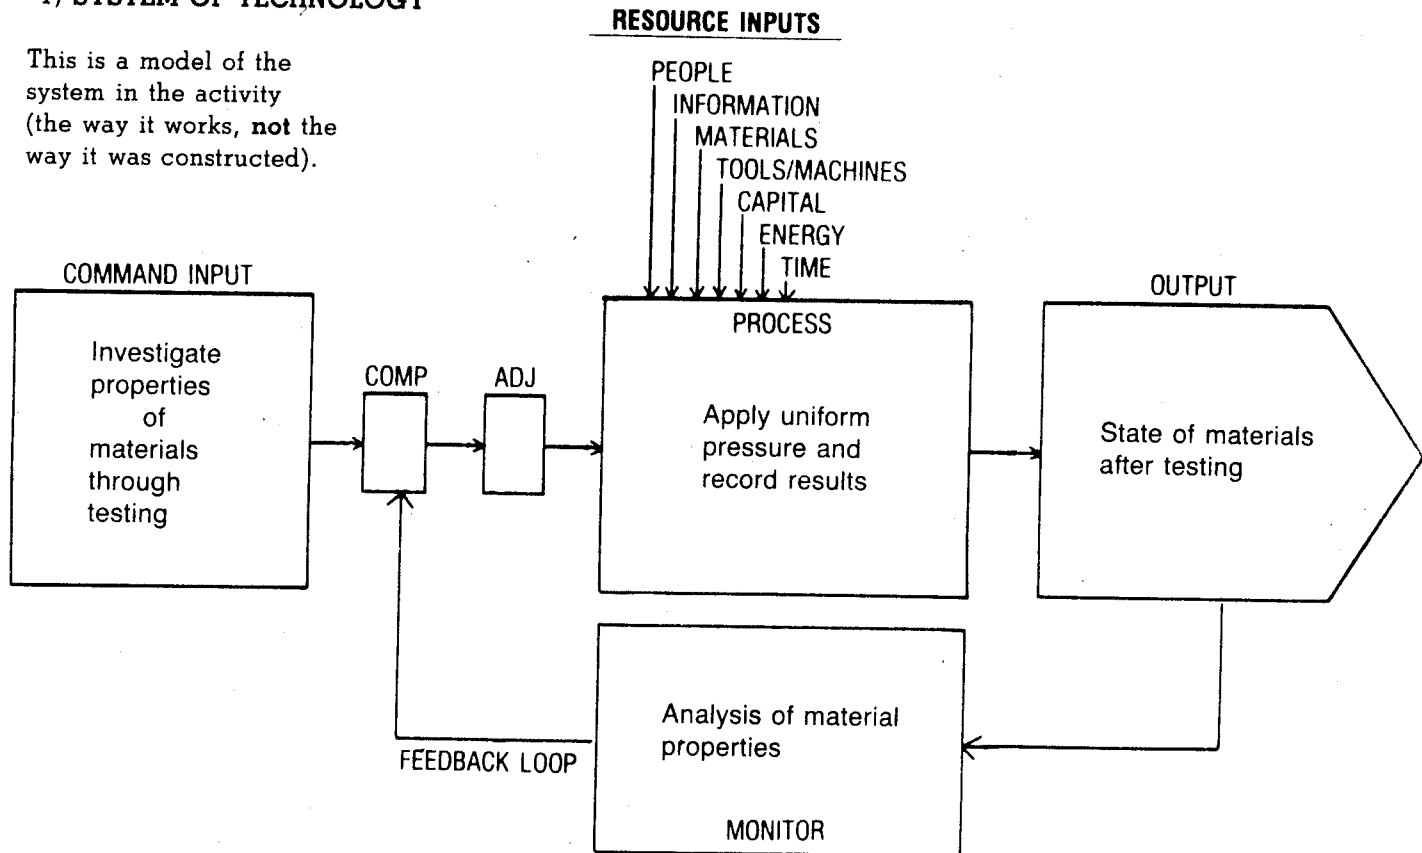 SYSTEM OF TECHNOLOGY
This is a model of the
system in the activity
(the way it works, not the
way it was constructed).
RESOURCE INPUTS
PEOPLE
INFORMATION
MATERIALS
TOOLS/MACHINES
CAPITAL
ENERGY
TIME
COMMAND INPUT
Investigate
properties
of
materials
through
testing
COMP
ADJ
PROCESS
Apply uniform
pressure and
record results
OUTPUT
State of materials
after testing
FEEDBACK LOOP
Analysis of material
properties
MONITOR